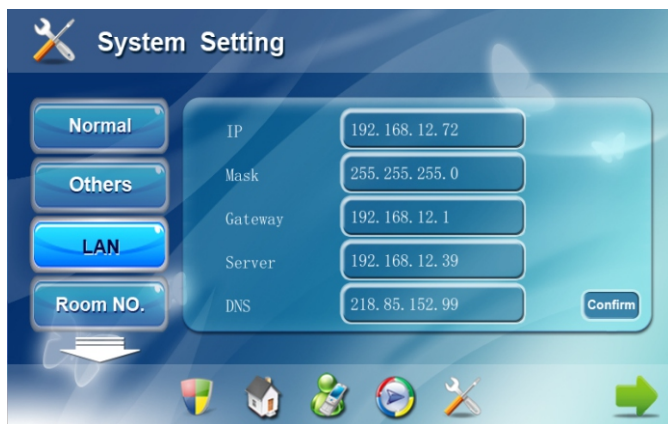 System Setting
Normal
Others
LAN
Room NO.
IP 192.168.12.72
Mask 255.255.255.0
Gateway 192.168.12.1
Server 192.168.12.39
DNS 218.85.152.99
Confirm